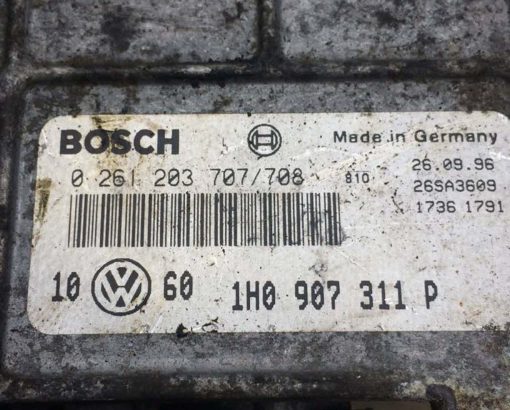 BOSCH Made in Germany
0 261 203 707/708 810 26.09.96
26SA3609
1736 1791
10 VW 60 1H0 907 311 P